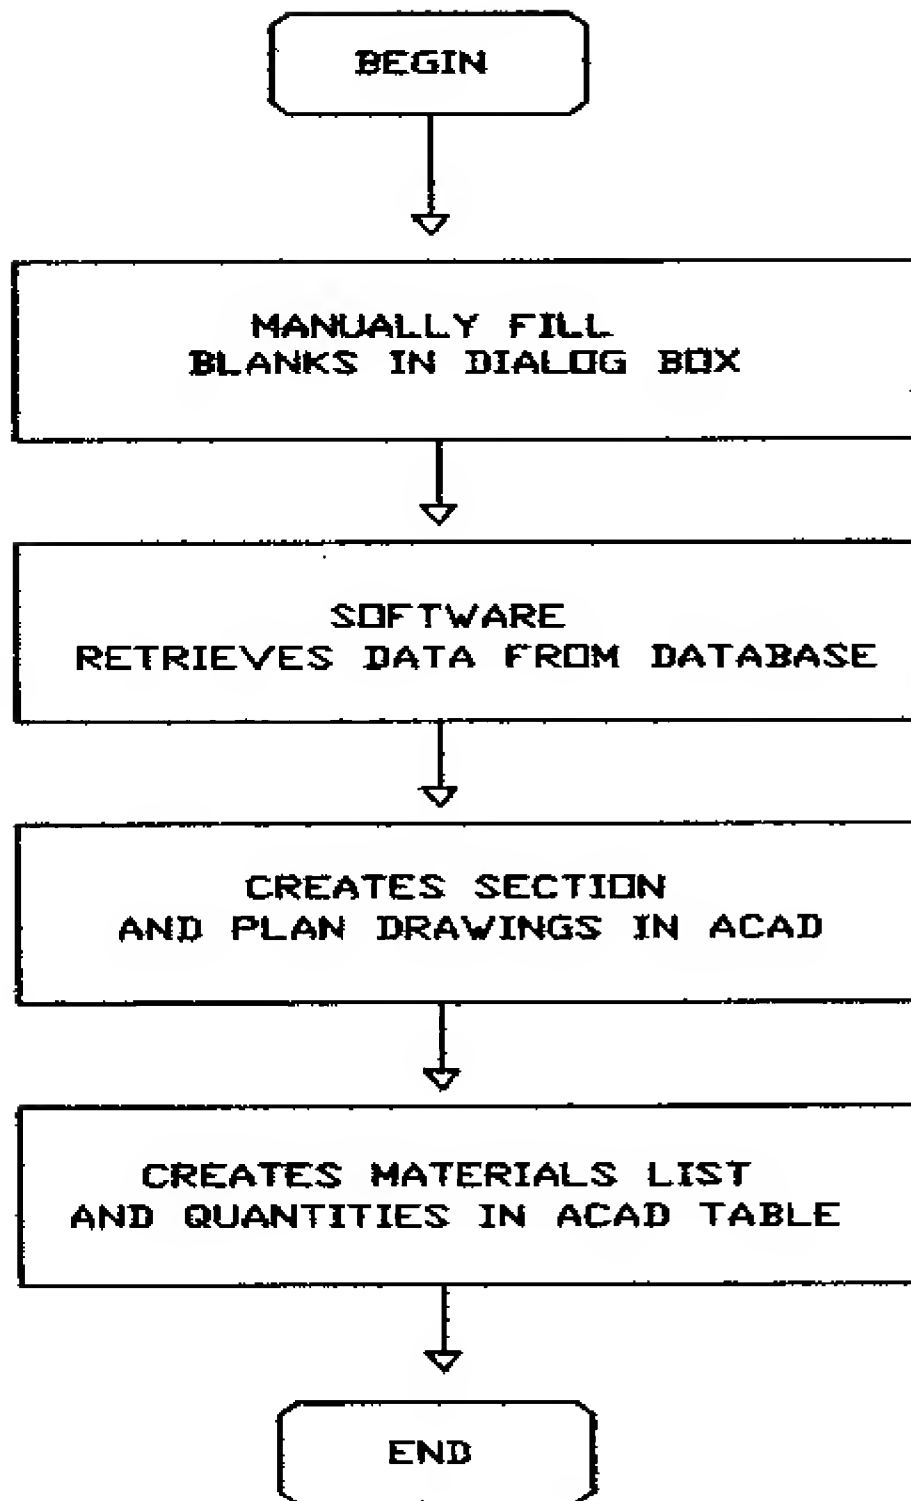 BEGIN
MANUALLY FILL
BLANKS IN DIALOG BOX
SOFTWARE
RETRIEVES DATA FROM DATABASE
CREATES SECTION
AND PLAN DRAWINGS IN ACAD
CREATES MATERIALS LIST
AND QUANTITIES IN ACAD TABLE
END